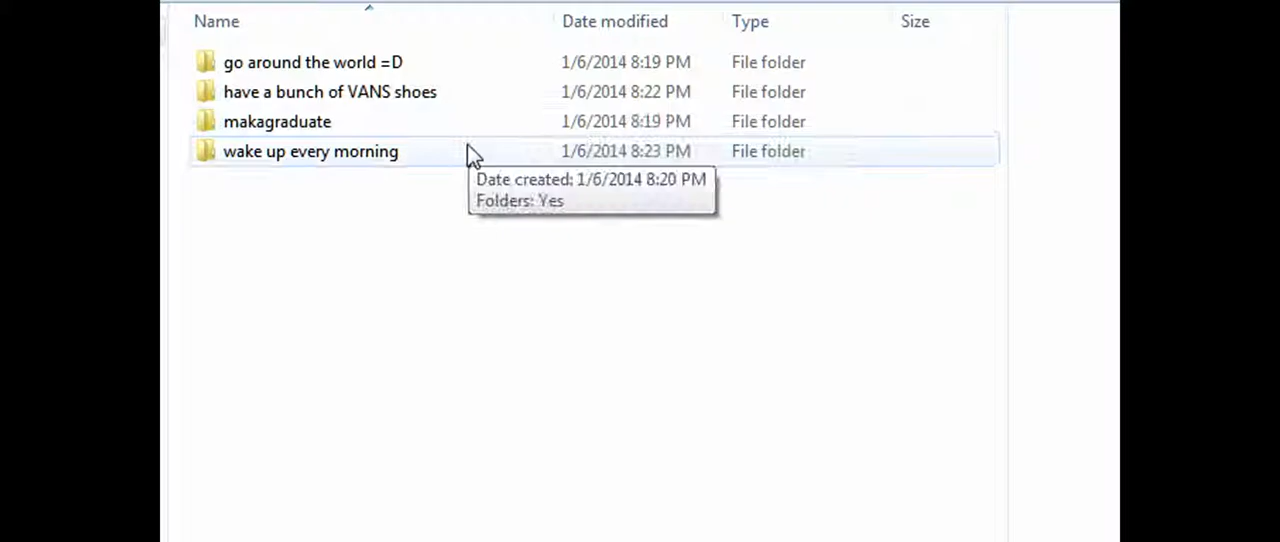 Name Date modified Type Size
go around the world =D 1/6/2014 8:19 PM File folder
have a bunch of VANS shoes 1/6/2014 8:22 PM File folder
makagraduate 1/6/2014 8:19 PM File folder
wake up every morning 1/6/2014 8:23 PM File folder
Date created: 1/6/2014 8:20 PM
Folders: Yes